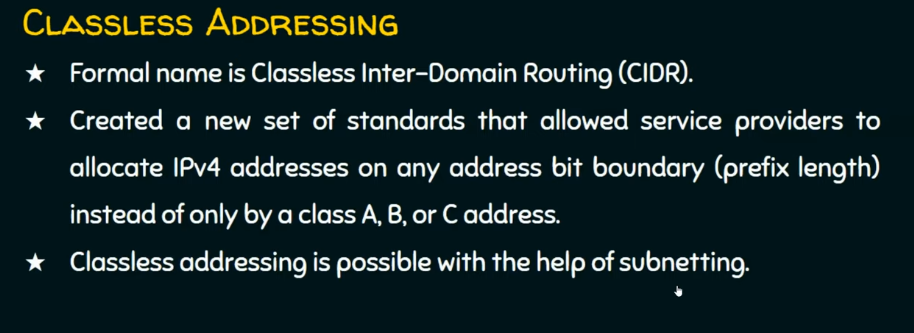 CLASSLESS ADDRESSING
★ Formal name is Classless Inter-Domain Routing (CIDR).
★ Created a new set of standards that allowed service providers to
allocate IPv4 addresses on any address bit boundary (prefix length)
instead of only by a class A, B, or C address.
★ Classless addressing is possible with the help of subnetting.